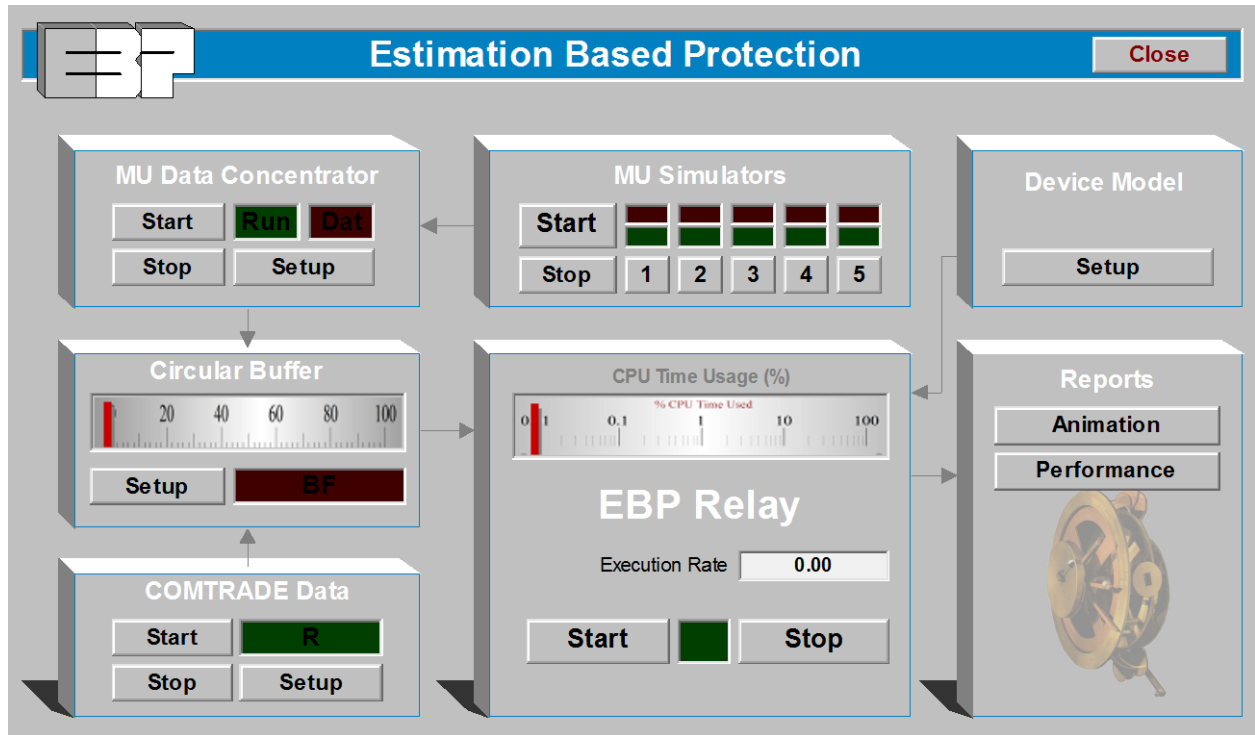 EBP
Estimation Based Protection
Close
MU Data Concentrator
Start Run Dat
Stop Setup
MU Simulators
Start
Stop 1 2 3 4 5
Device Model
Setup
Circular Buffer
0 20 40 60 80 100
Setup BF
CPU Time Usage (%)
% CPU Time Used
0.1 1 10 100
EBP Relay
Execution Rate 0.00
Start Stop
Reports
Animation
Performance
COMTRADE Data
Start R
Stop Setup